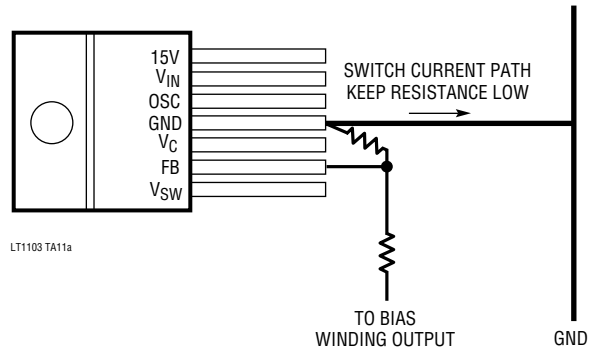 15V
VIN
OSC
GND
VC
FB
VSW
SWITCH CURRENT PATH
KEEP RESISTANCE LOW
LT1103 TA11a
TO BIAS
WINDING OUTPUT
GND